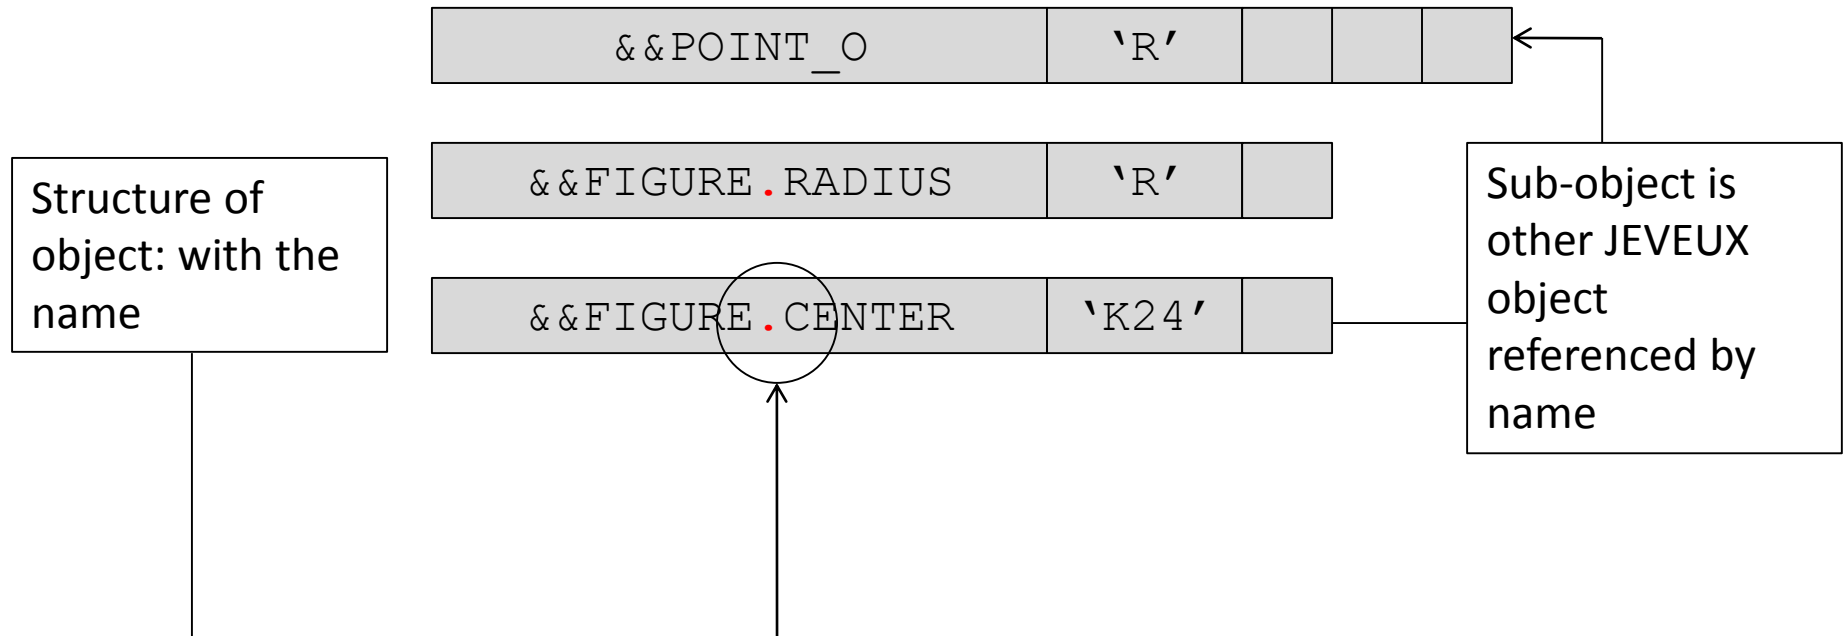 &&POINT_O ‘R’
&&FIGURE.RADIUS ‘R’
&&FIGURE.CENTER ‘K24’
Structure of
object: with the
name
Sub-object is
other JEVEUX
object
referenced by
name